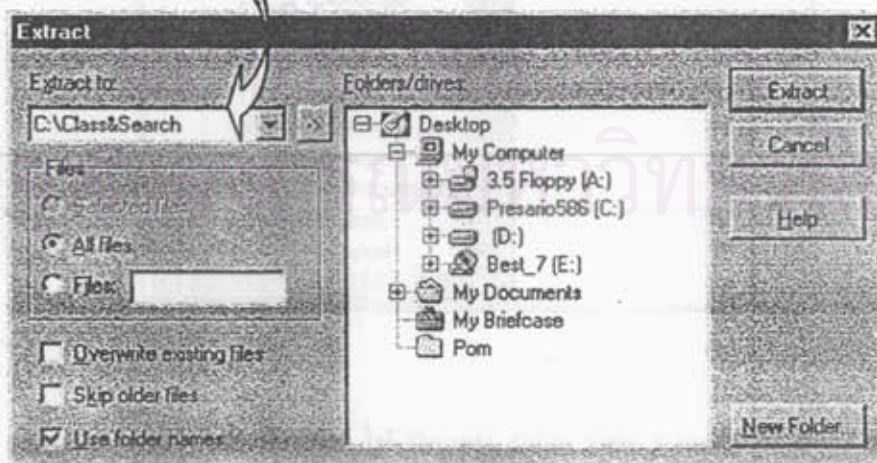 Extract
Extract to:
C:\Class&Search
>>
Files
Selected files
All files
Files:
Overwrite existing files
Skip older files
Use folder names
Folders/drives:
Desktop
My Computer
3.5 Floppy (A:)
Presario586 (C:)
(D:)
Best_7 (E:)
My Documents
My Briefcase
Pom
Extract
Cancel
Help
New Folder...